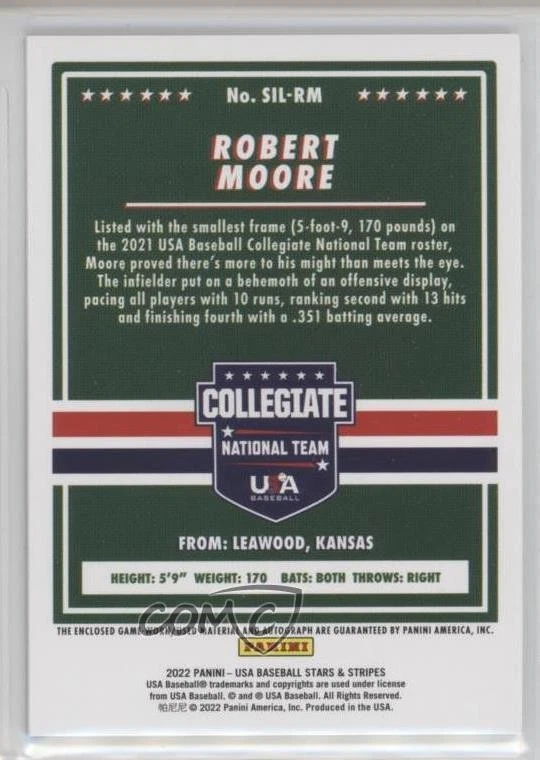 No. SIL-RM
ROBERT
MOORE
Listed with the smallest frame (5-foot-9, 170 pounds) on
the 2021 USA Baseball Collegiate National Team roster,
Moore proved there's more to his might than meets the eye.
The infielder put on a behemoth of an offensive display,
pacing all players with 10 runs, ranking second with 13 hits
and finishing fourth with a .351 batting average.
COLLEGIATE
NATIONAL TEAM
USA
BASEBALL
FROM: LEAWOOD, KANSAS
HEIGHT: 5'9" WEIGHT: 170 BATS: BOTH THROWS: RIGHT
COMC
THE ENCLOSED GAME-WORN/USED MATERIAL AND AUTOGRAPH ARE GUARANTEED BY PANINI AMERICA, INC.
PANINI
2022 PANINI – USA BASEBALL STARS & STRIPES
USA Baseball® trademarks and copyrights are used under license
from USA Baseball. © and ® USA Baseball. All Rights Reserved.
帕尼尼 © 2022 Panini America, Inc. Produced in the USA.